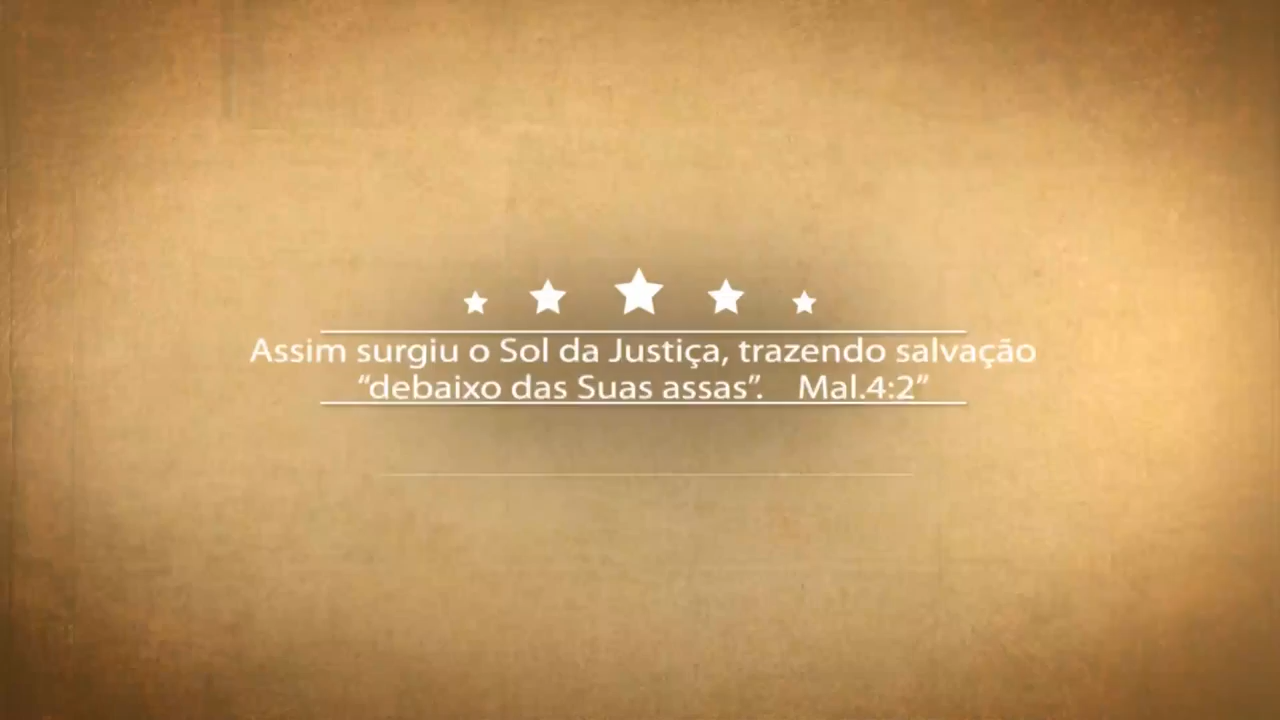 Assim surgiu o Sol da Justiça, trazendo salvação
“debaixo das Suas assas”. Mal.4:2”